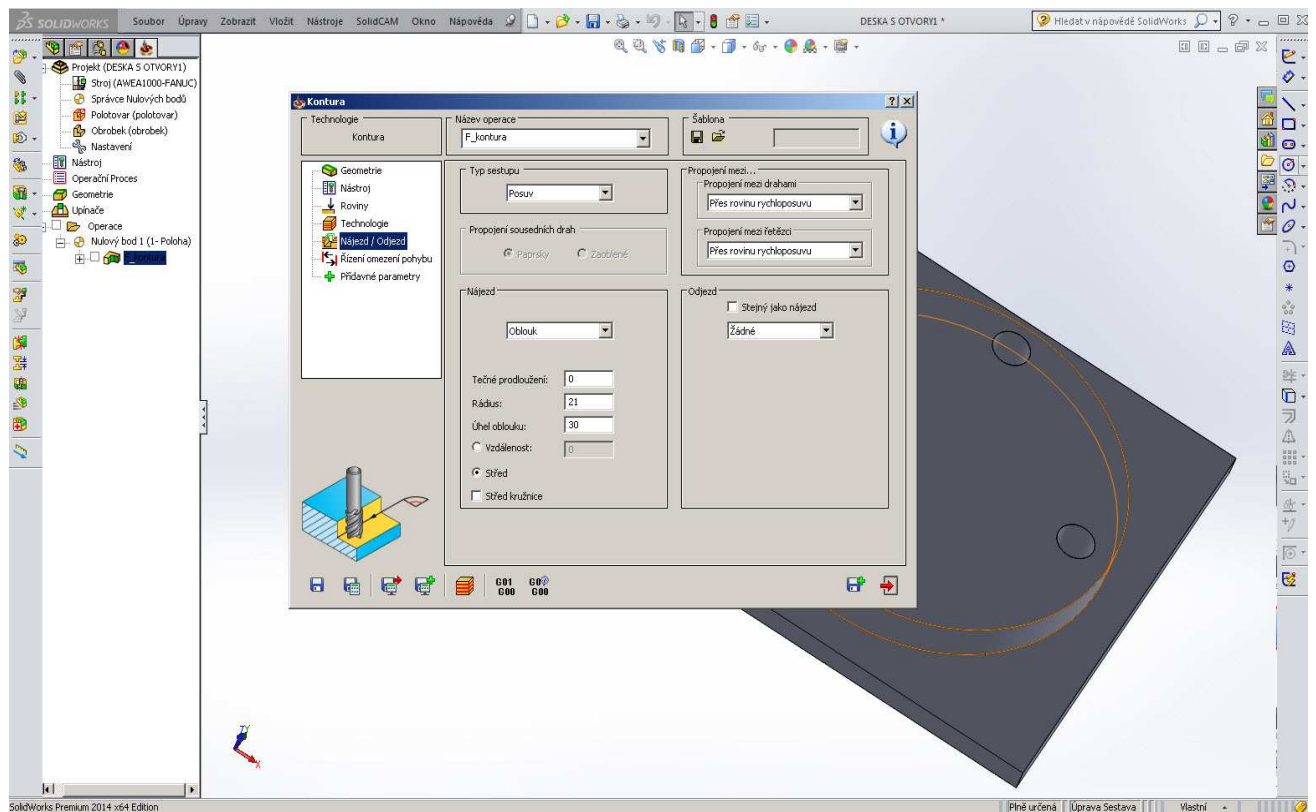 SOLIDWORKS Soubor Úpravy Zobrazit Vložit Nástroje SolidCAM Okno Nápověda DESKA S OTVORY1 * Hledat v nápovědě SolidWorks
Projekt (DESKA S OTVORY1)
Stroj (AWEA1000-FANUC)
Správce Nulových bodů
Polotovar (polotovar)
Obrobek (obrobek)
Nastavení
Nástroj
Operační Proces
Geometrie
Upínače
Operace
Nulový bod 1 (1- Poloha)
F_kontura
Kontura
Technologie
Kontura
Název operace
F_kontura
Šablona
Geometrie
Nástroj
Roviny
Technologie
Nájezd / Odjezd
Řízení omezení pohybu
Přídavné parametry
Typ sestupu
Posuv
Propojení sousedních drah
Paprsky Zaoblené
Propojení mezi...
Propojení mezi drahami
Přes rovinu rychloposuvu
Propojení mezi řetězci
Přes rovinu rychloposuvu
Nájezd
Oblouk
Tečné prodloužení: 0
Rádius: 21
Úhel oblouku: 30
Vzdálenost: 0
Střed
Střed kružnice
Odjezd
Stejný jako nájezd
Žádné
G01 G00
G00 G00
SolidWorks Premium 2014 x64 Edition Plně určená Úprava Sestava Vlastní